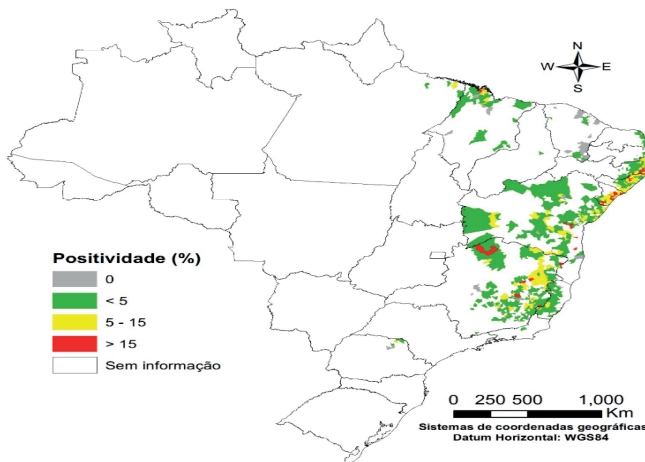 N
W E
S
Positividade (%)
0
< 5
5 - 15
> 15
Sem informação
0 250 500 1,000
Km
Sistemas de coordenadas geográficas
Datum Horizontal: WGS84